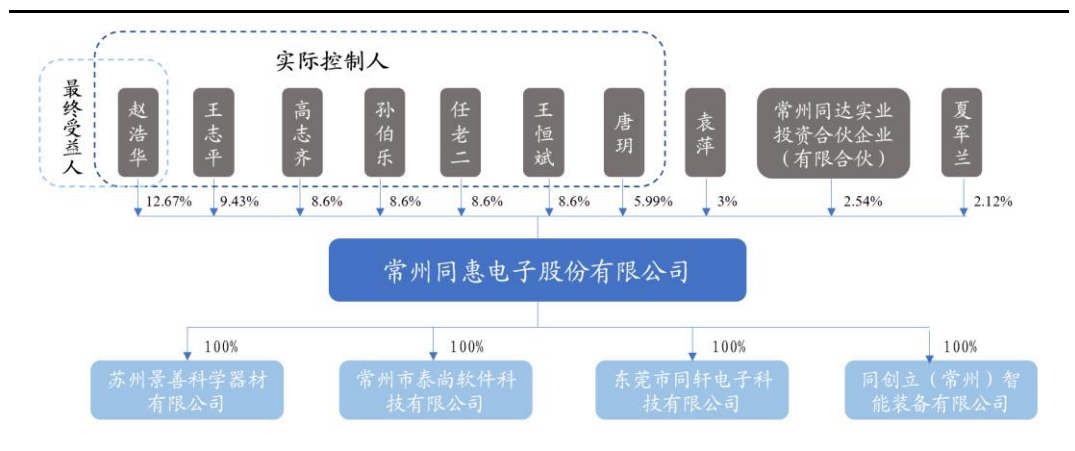 实际控制人
最终受益人
赵浩华
王志平
高志齐
孙伯乐
任老二
王恒斌
唐玥
袁萍
常州同达实业
投资合伙企业
（有限合伙）
夏军兰
12.67%
9.43%
8.6%
8.6%
8.6%
8.6%
5.99%
3%
2.54%
2.12%
常州同惠电子股份有限公司
100%
100%
100%
100%
苏州景善科学器材
有限公司
常州市泰尚软件科
技有限公司
东莞市同轩电子科
技有限公司
同创立（常州）智
能装备有限公司